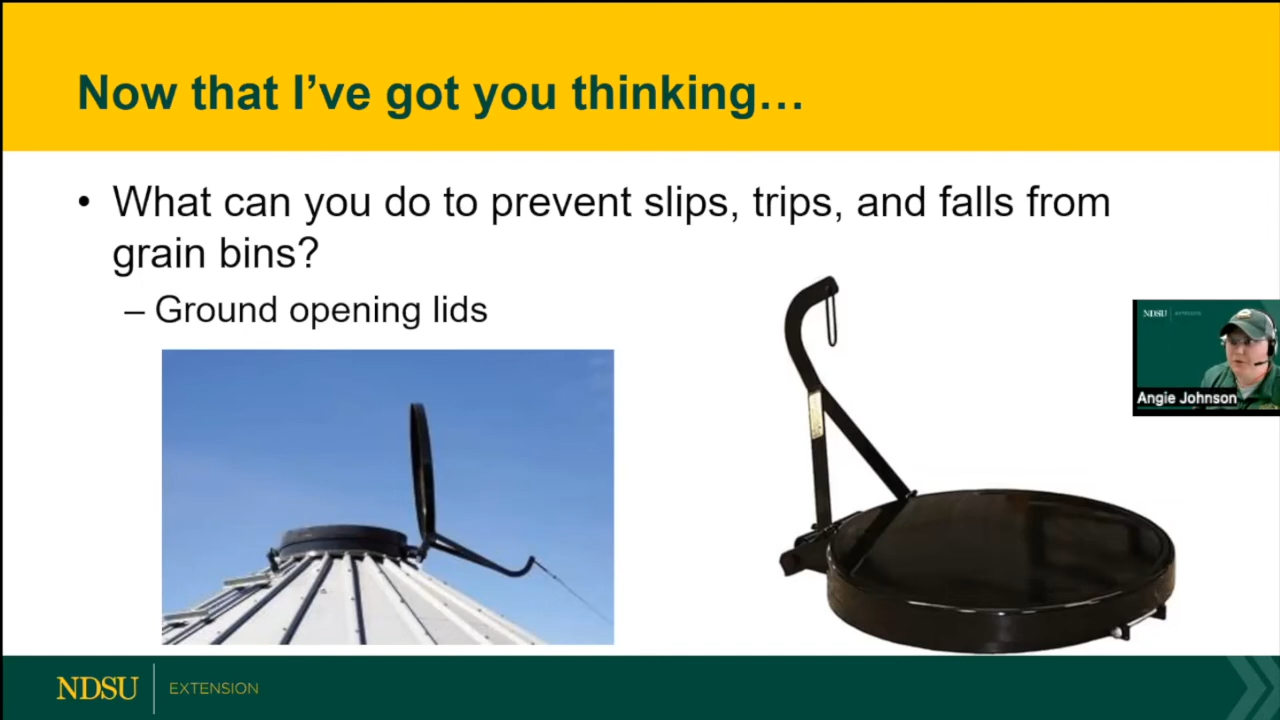 Now that I've got you thinking…
• What can you do to prevent slips, trips, and falls from
grain bins?
– Ground opening lids
NDSU
Angie Johnson
NDSU EXTENSION